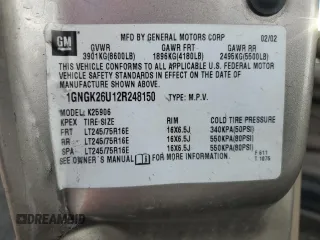 GM
MFD BY GENERAL MOTORS CORP 02/02
GVWR GAWR FRT GAWR RR
3901KG(8600LB) 1896KG(4180LB) 2495KG(5500LB)
THIS VEHICLE CONFORMS TO ALL APPLICABLE U.S. FEDERAL
MOTOR VEHICLE SAFETY STANDARDS IN EFFECT ON THE DATE OF
MANUFACTURE SHOWN ABOVE.
1GNGK26U12R248150 TYPE: M.P.V.
MODEL: K25906
KPEX TIRE SIZE RIM COLD TIRE PRESSURE
FRT LT245/75R16E 16X6.5J 340KPA(50PSI)
RR LT245/75R16E 16X6.5J 550KPA(80PSI)
SPA LT245/75R16E 16X6.5J 550KPA(80PSI)
SEE OWNER'S MANUAL FOR MORE INFORMATION
DREAMBID